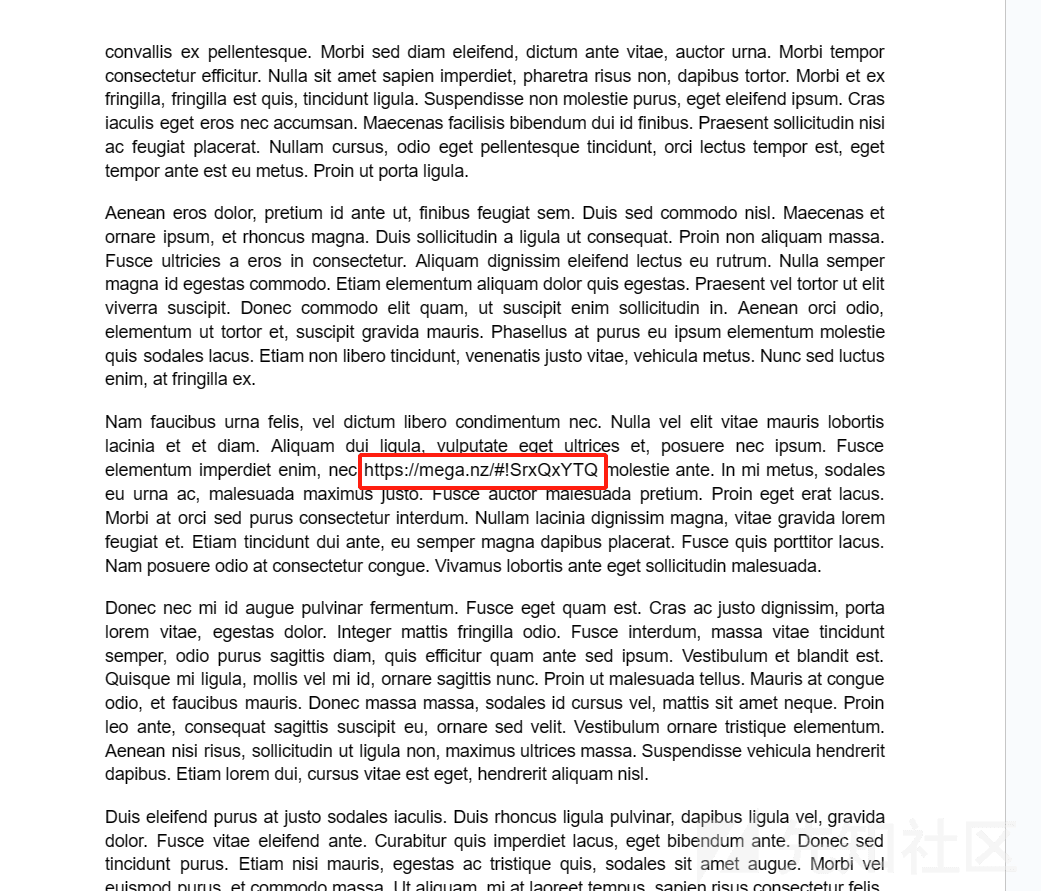 convallis ex pellentesque. Morbi sed diam eleifend, dictum ante vitae, auctor urna. Morbi tempor
consectetur efficitur. Nulla sit amet sapien imperdiet, pharetra risus non, dapibus tortor. Morbi et ex
fringilla, fringilla est quis, tincidunt ligula. Suspendisse non molestie purus, eget eleifend ipsum. Cras
iaculis eget eros nec accumsan. Maecenas facilisis bibendum dui id finibus. Praesent sollicitudin nisi
ac feugiat placerat. Nullam cursus, odio eget pellentesque tincidunt, orci lectus tempor est, eget
tempor ante est eu metus. Proin ut porta ligula.
Aenean eros dolor, pretium id ante ut, finibus feugiat sem. Duis sed commodo nisl. Maecenas et
ornare ipsum, et rhoncus magna. Duis sollicitudin a ligula ut consequat. Proin non aliquam massa.
Fusce ultricies a eros in consectetur. Aliquam dignissim eleifend lectus eu rutrum. Nulla semper
magna id egestas commodo. Etiam elementum aliquam dolor quis egestas. Praesent vel tortor ut elit
viverra suscipit. Donec commodo elit quam, ut suscipit enim sollicitudin in. Aenean orci odio,
elementum ut tortor et, suscipit gravida mauris. Phasellus at purus eu ipsum elementum molestie
quis sodales lacus. Etiam non libero tincidunt, venenatis justo vitae, vehicula metus. Nunc sed luctus
enim, at fringilla ex.
Nam faucibus urna felis, vel dictum libero condimentum nec. Nulla vel elit vitae mauris lobortis
lacinia et et diam. Aliquam dui ligula, vulputate eget ultrices et, posuere nec ipsum. Fusce
elementum imperdiet enim, nec https://mega.nz/#!SrxQxYTQ molestie ante. In mi metus, sodales
eu urna ac, malesuada maximus justo. Fusce auctor malesuada pretium. Proin eget erat lacus.
Morbi at orci sed purus consectetur interdum. Nullam lacinia dignissim magna, vitae gravida lorem
feugiat et. Etiam tincidunt dui ante, eu semper magna dapibus placerat. Fusce quis porttitor lacus.
Nam posuere odio at consectetur congue. Vivamus lobortis ante eget sollicitudin malesuada.
Donec nec mi id augue pulvinar fermentum. Fusce eget quam est. Cras ac justo dignissim, porta
lorem vitae, egestas dolor. Integer mattis fringilla odio. Fusce interdum, massa vitae tincidunt
semper, odio purus sagittis diam, quis efficitur quam ante sed ipsum. Vestibulum et blandit est.
Quisque mi ligula, mollis vel mi id, ornare sagittis nunc. Proin ut malesuada tellus. Mauris at congue
odio, et faucibus mauris. Donec massa massa, sodales id cursus vel, mattis sit amet neque. Proin
leo ante, consequat sagittis suscipit eu, ornare sed velit. Vestibulum ornare tristique elementum.
Aenean nisi risus, sollicitudin ut ligula non, maximus ultrices massa. Suspendisse vehicula hendrerit
dapibus. Etiam lorem dui, cursus vitae est eget, hendrerit aliquam nisl.
Duis eleifend purus at justo sodales iaculis. Duis rhoncus ligula pulvinar, dapibus ligula vel, gravida
dolor. Fusce vitae eleifend ante. Curabitur quis imperdiet lacus, eget bibendum ante. Donec sed
tincidunt purus. Etiam nisi mauris, egestas ac tristique quis, sodales sit amet augue. Morbi vel
euismod purus, et commodo massa. Ut aliquam, mi at laoreet tempus, sapien risus consectetur felis,
社区